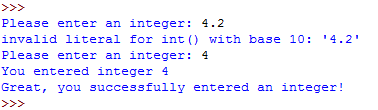 >>>
Please enter an integer: 4.2
invalid literal for int() with base 10: '4.2'
Please enter an integer: 4
You entered integer 4
Great, you successfully entered an integer!
>>>